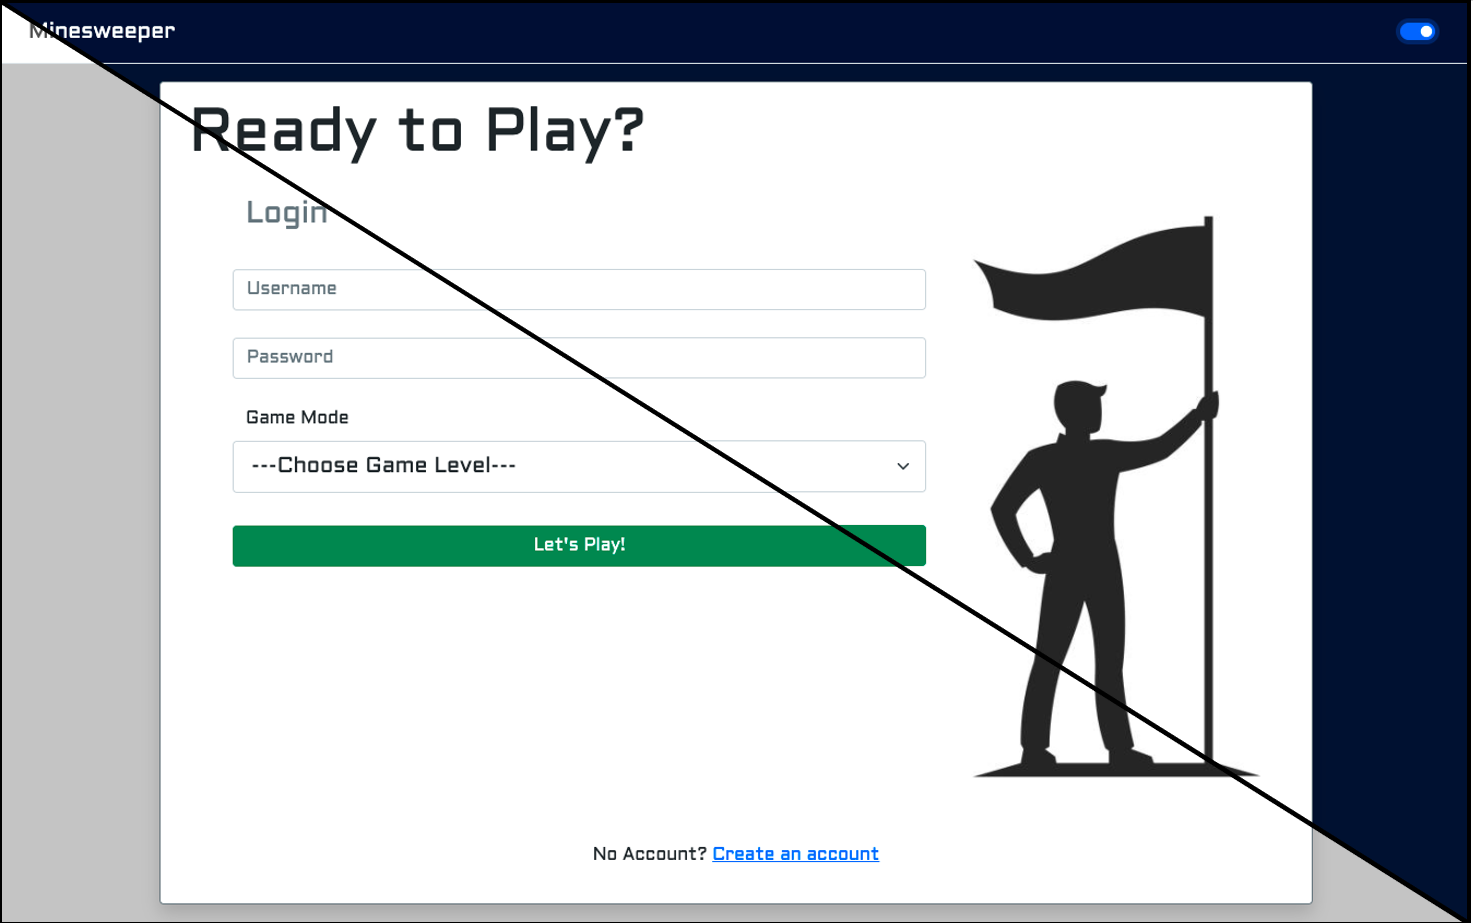 Minesweeper
Ready to Play?
Login
Username
Password
Game Mode
---Choose Game Level---
Let's Play!
No Account? Create an account